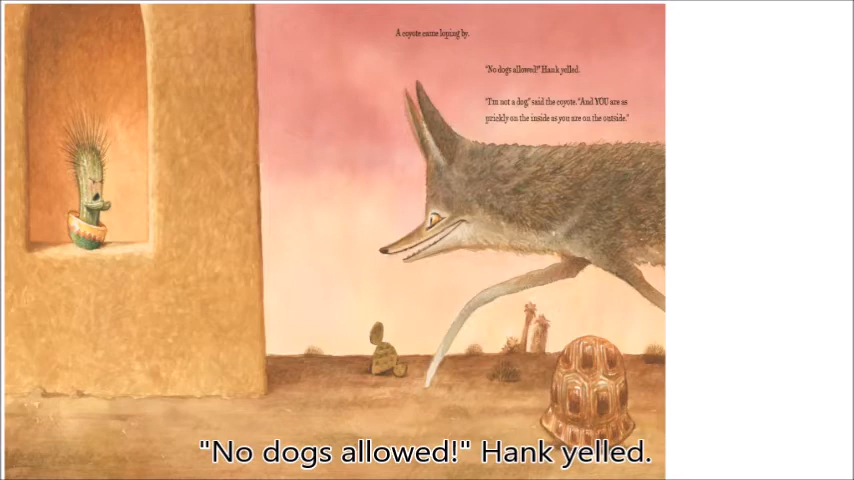 A coyote came loping by.
"No dogs allowed!" Hank yelled.
"I'm not a dog," said the coyote. "And YOU are as
prickly on the inside as you are on the outside."
"No dogs allowed!" Hank yelled.